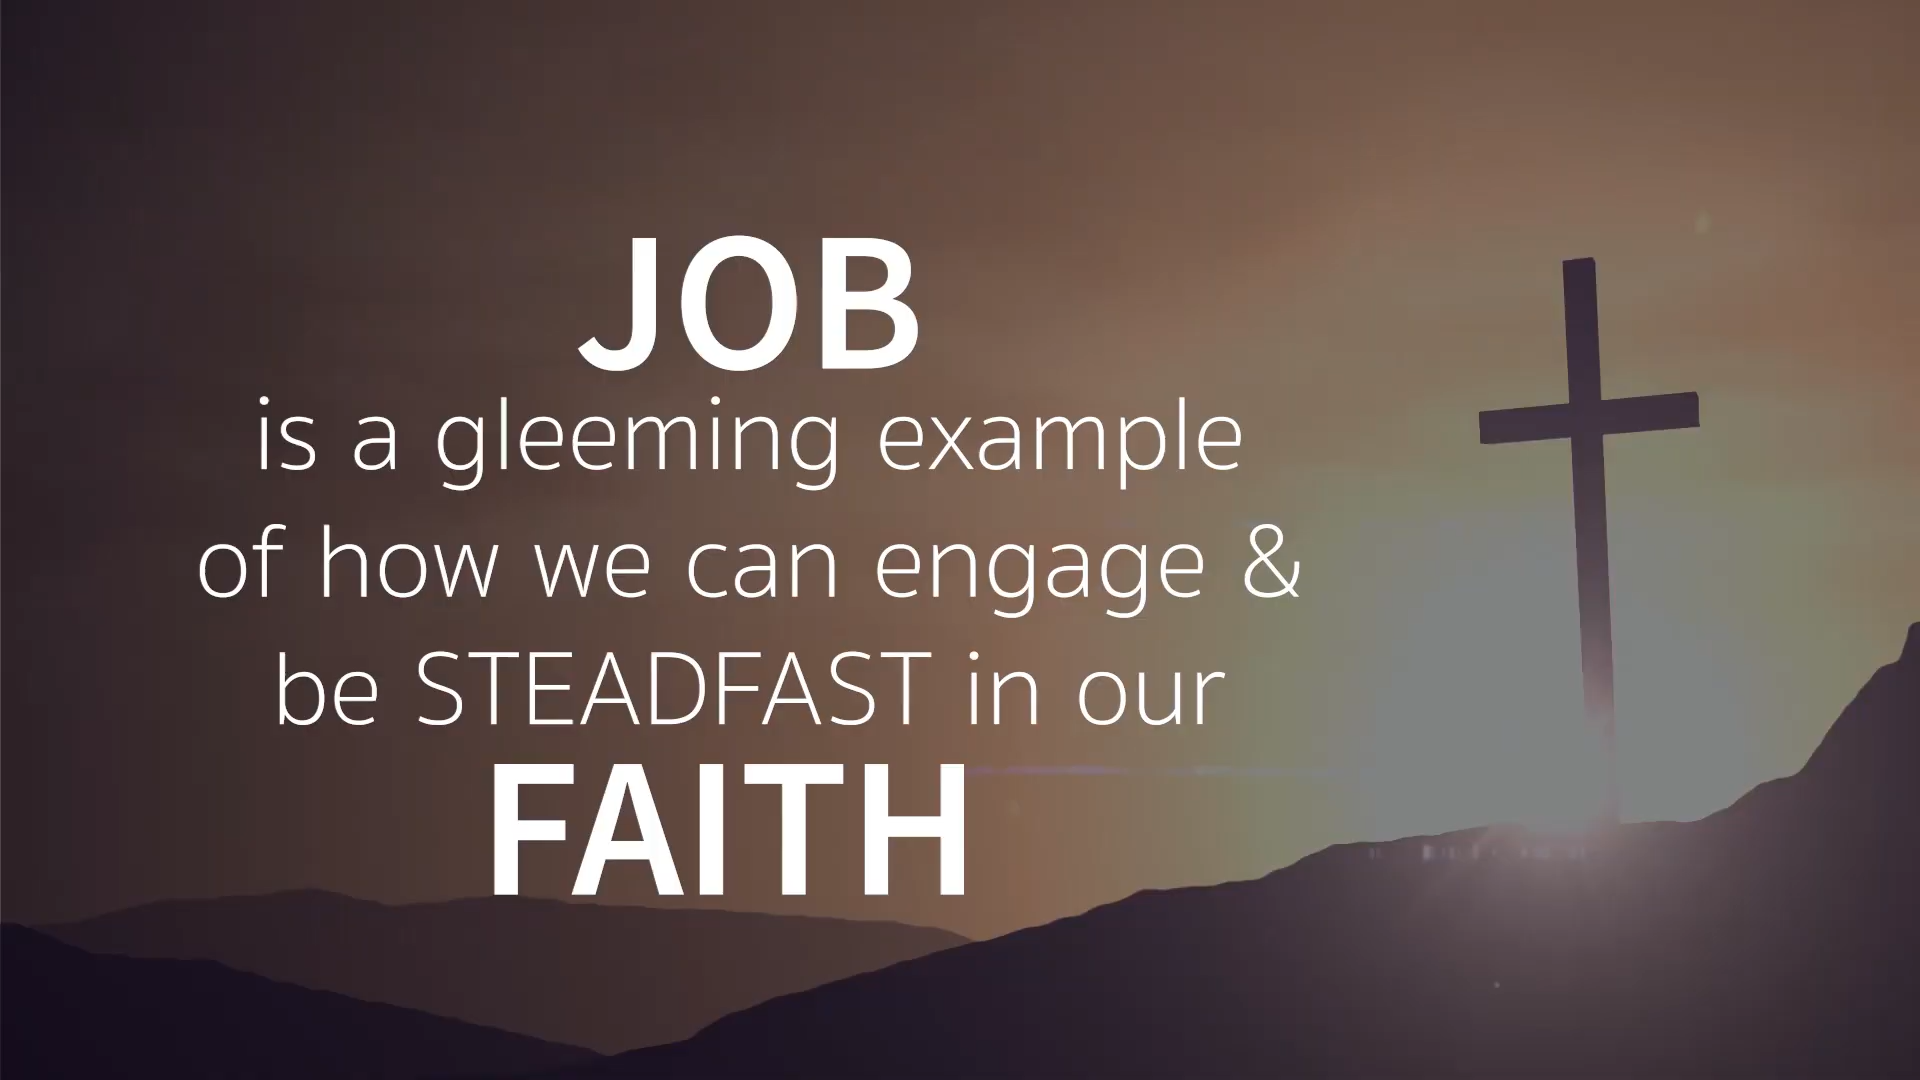 JOB
is a gleeming example
of how we can engage &
be STEADFAST in our
FAITH